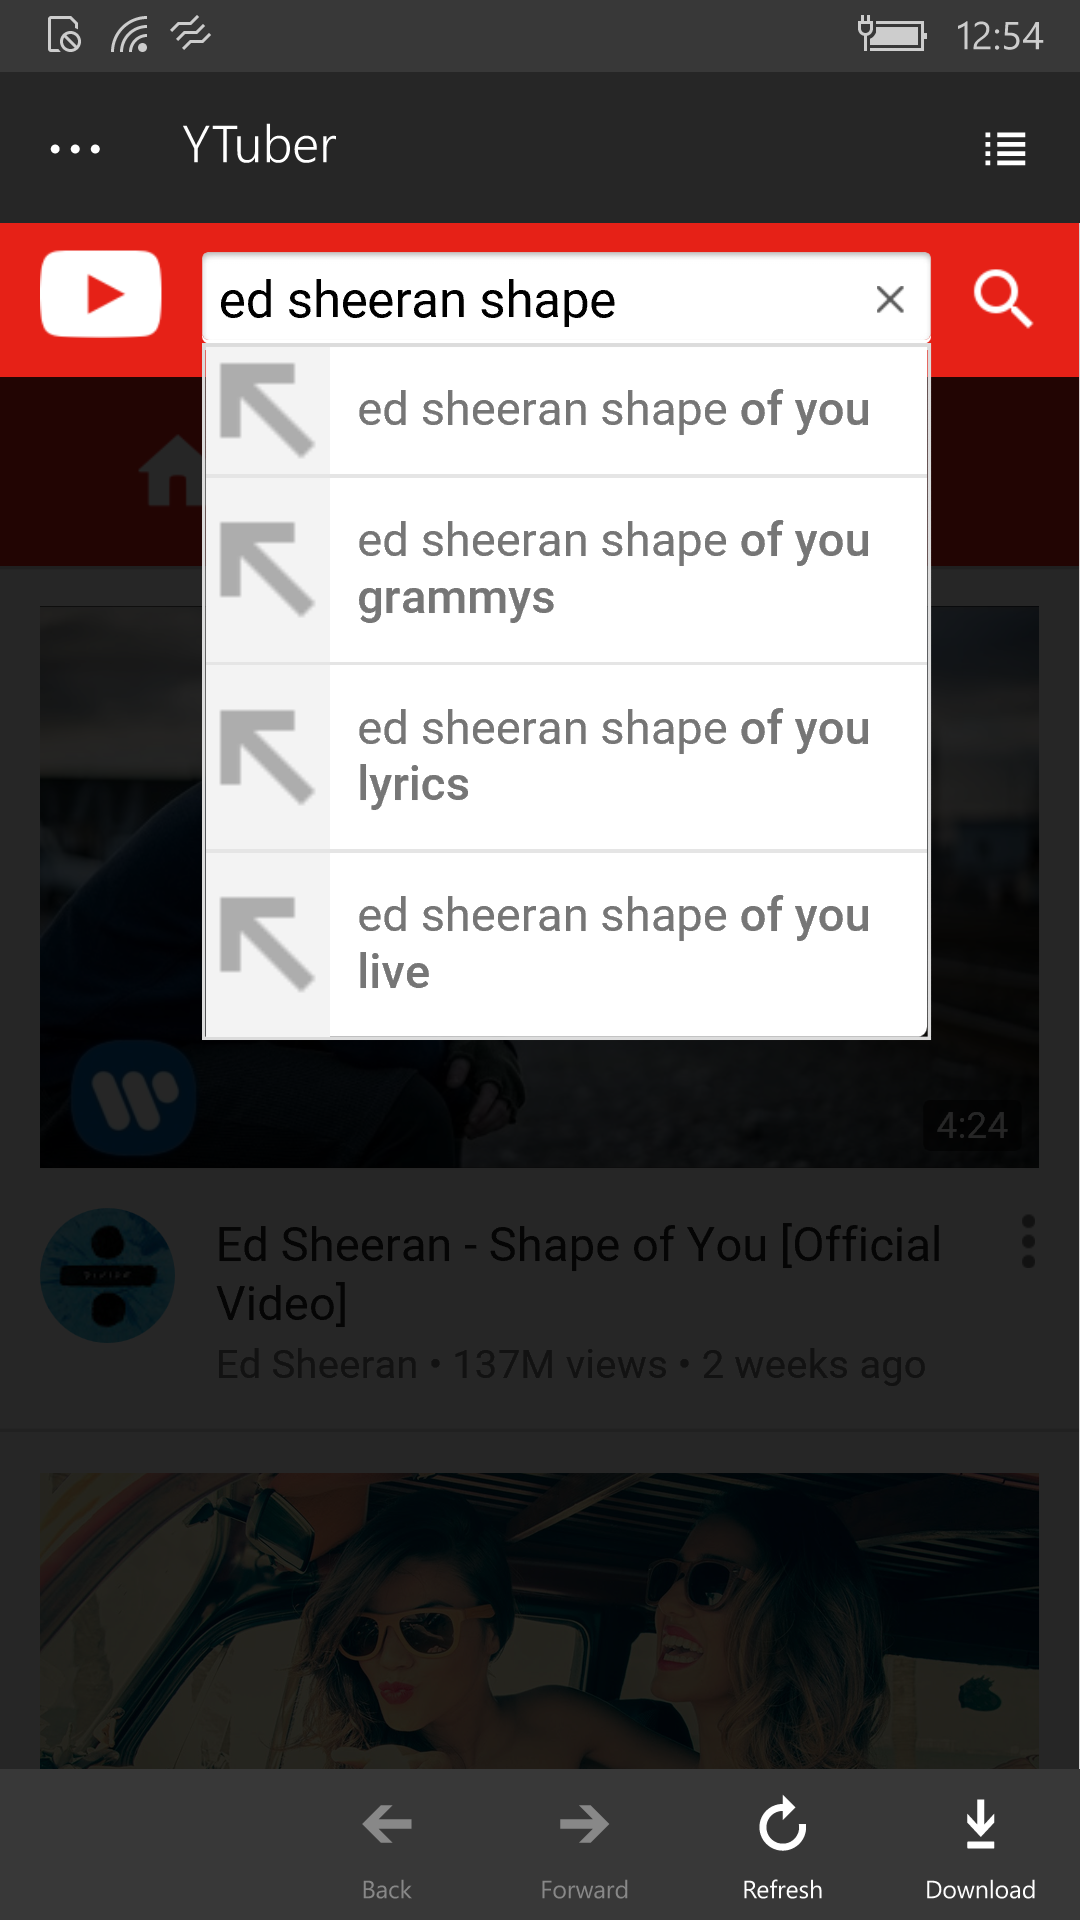 12:54
YTuber
ed sheeran shape
ed sheeran shape of you
ed sheeran shape of you
grammys
ed sheeran shape of you
lyrics
ed sheeran shape of you
live
4:24
Ed Sheeran - Shape of You [Official
Video]
Ed Sheeran • 137M views • 2 weeks ago
Back
Forward
Refresh
Download